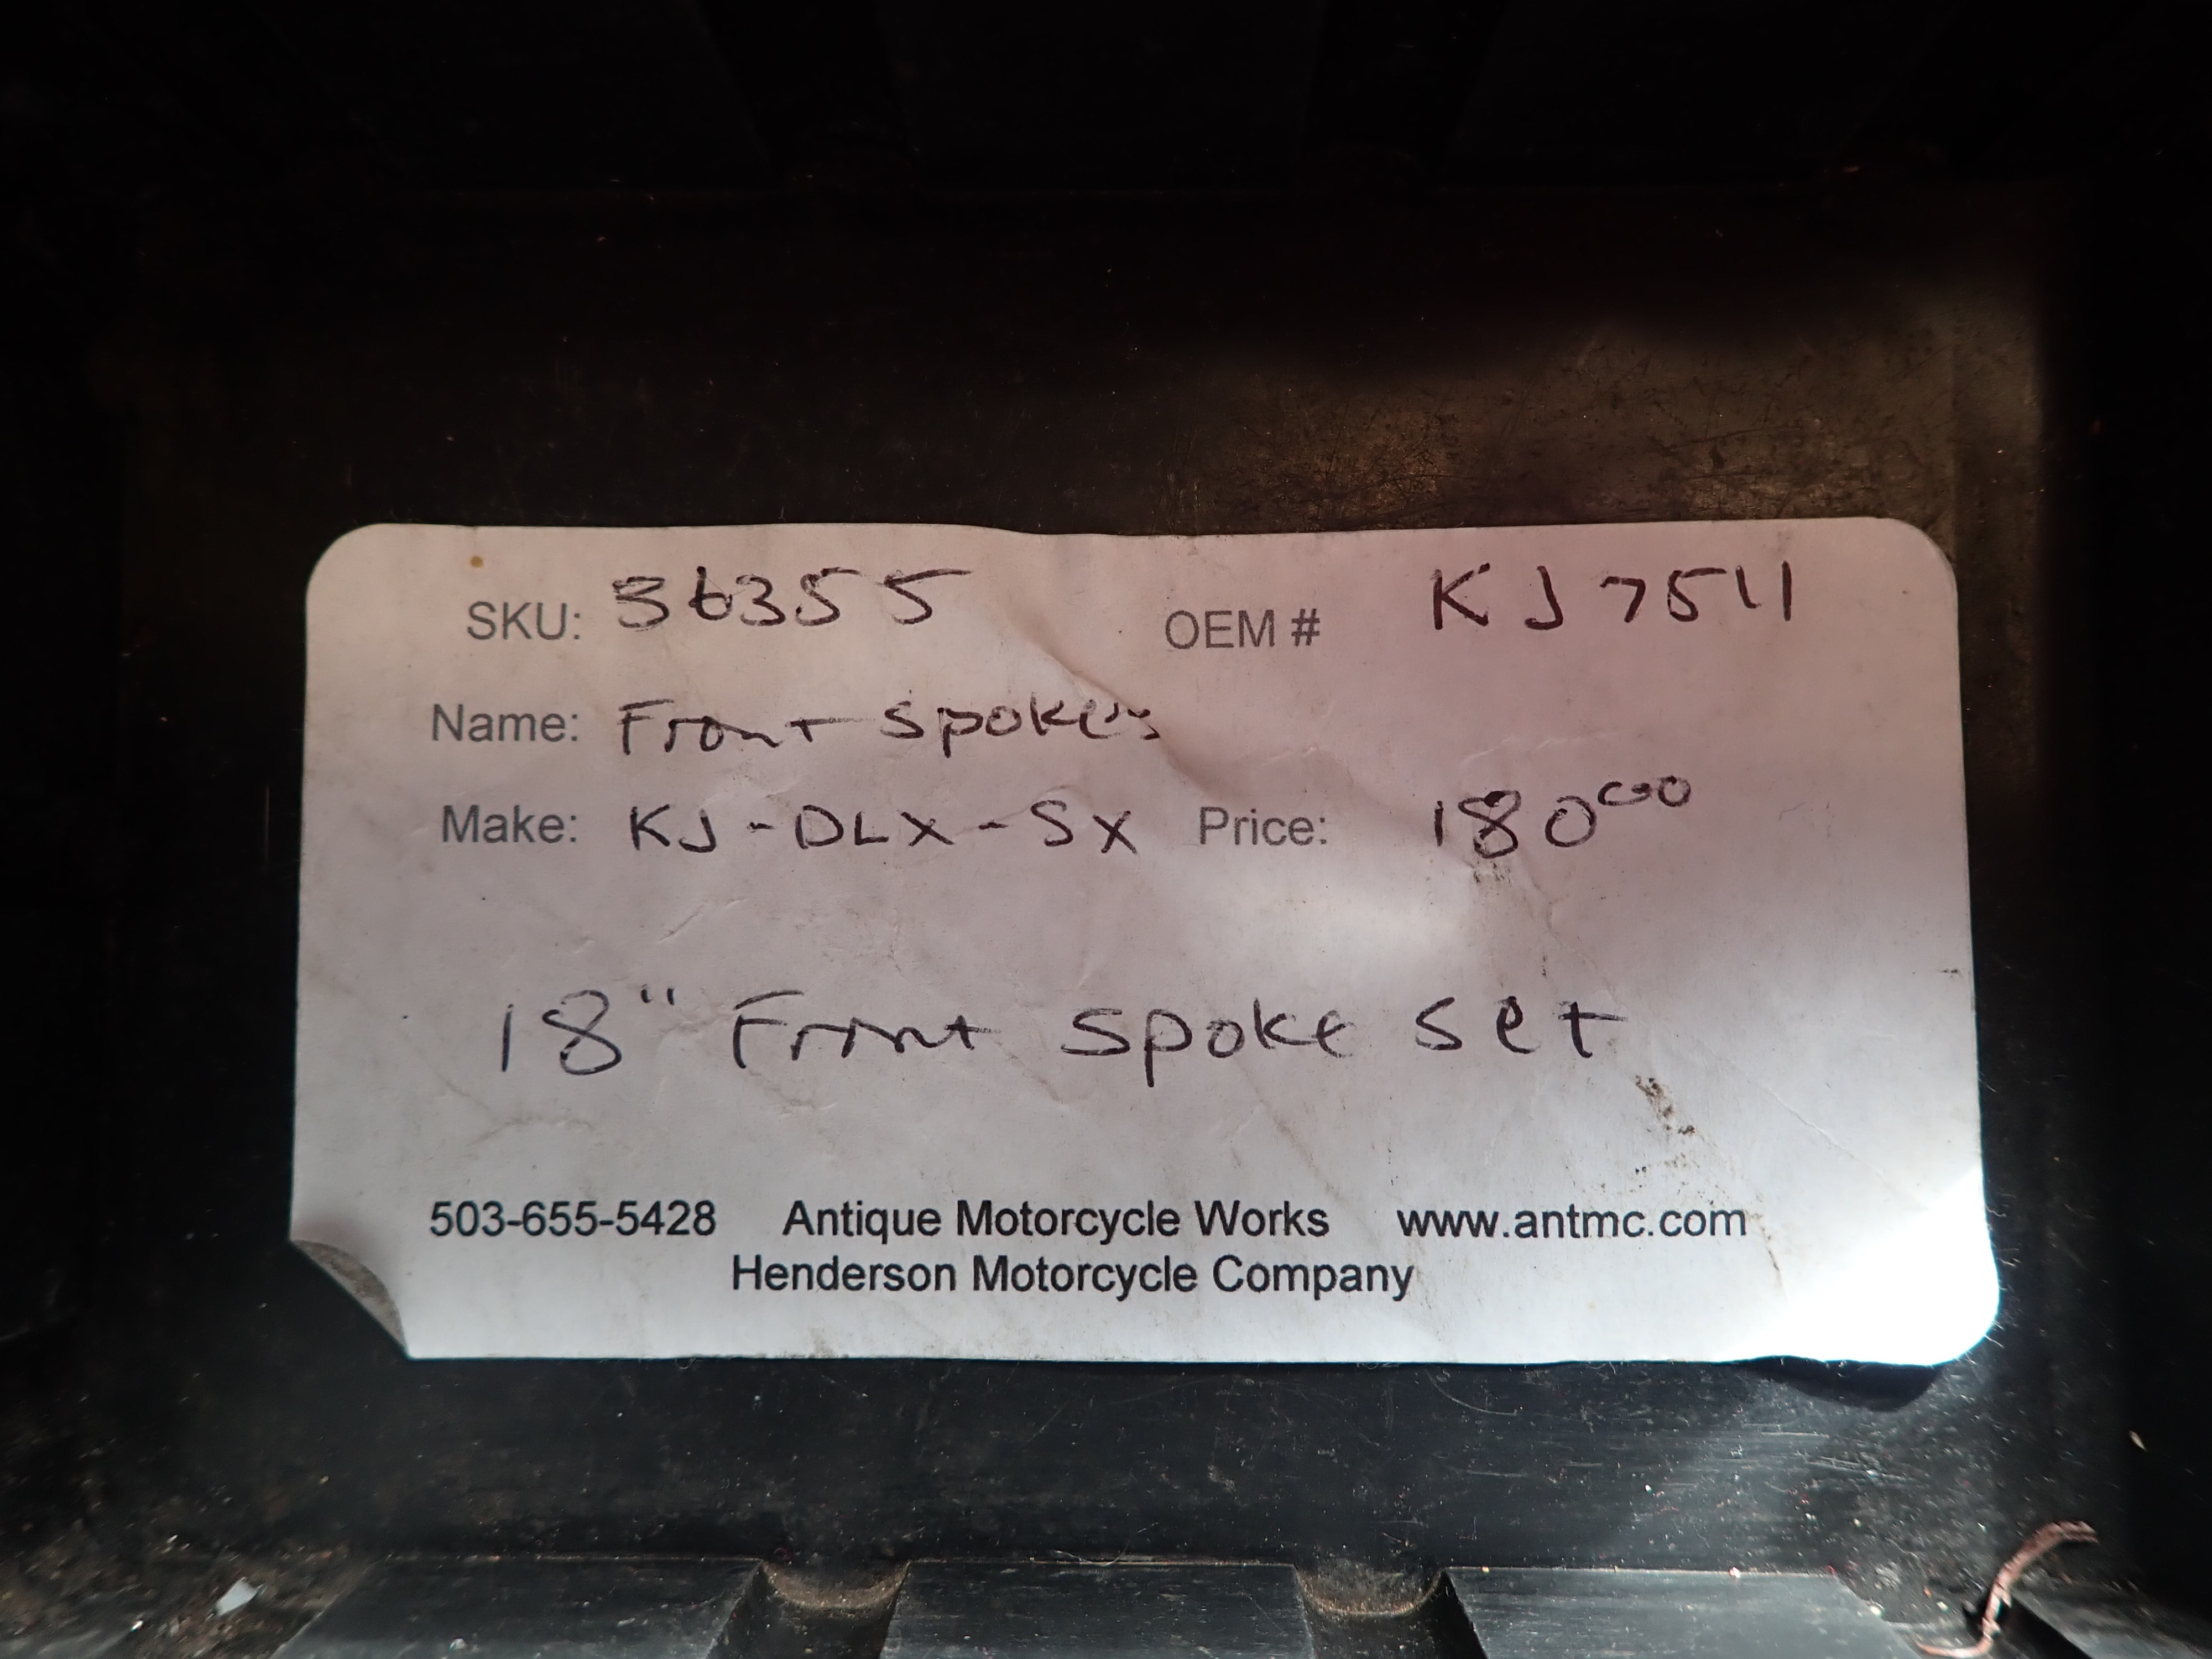 SKU: 36355 OEM # KJ7511
Name: Front spokes
Make: KJ-DLX-SX Price: 180.00
18" Front spoke set
503-655-5428 Antique Motorcycle Works www.antmc.com
Henderson Motorcycle Company